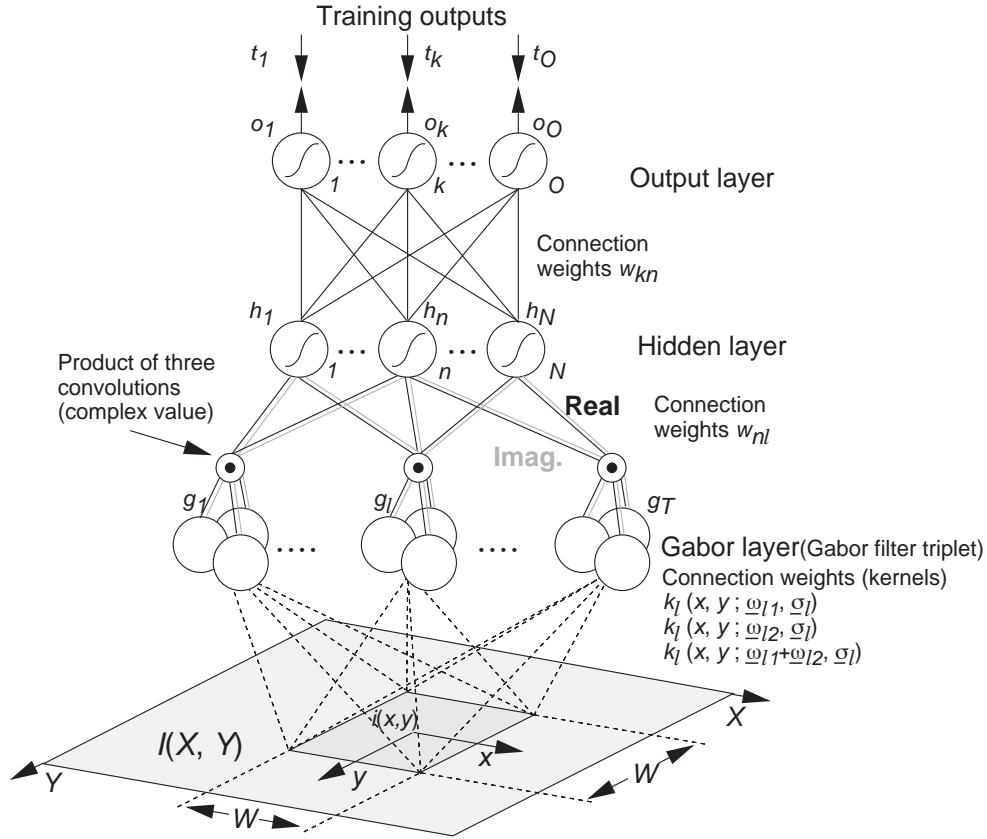 Training outputs
t1 tk tO
o1 ok oO
1 ... k ... O
Output layer
Connection
weights wkn
h1 hn hN
1 ... n ... N
Hidden layer
Product of three
convolutions
(complex value)
Real
Connection
weights wnl
Imag.
g1 gl gT
.... ....
Gabor layer(Gabor filter triplet)
Connection weights (kernels)
kl (x, y ; ωl1, σl)
kl (x, y ; ωl2, σl)
kl (x, y ; ωl1+ωl2, σl)
i(x,y)
X
I(X, Y)
x
y
Y
W
W